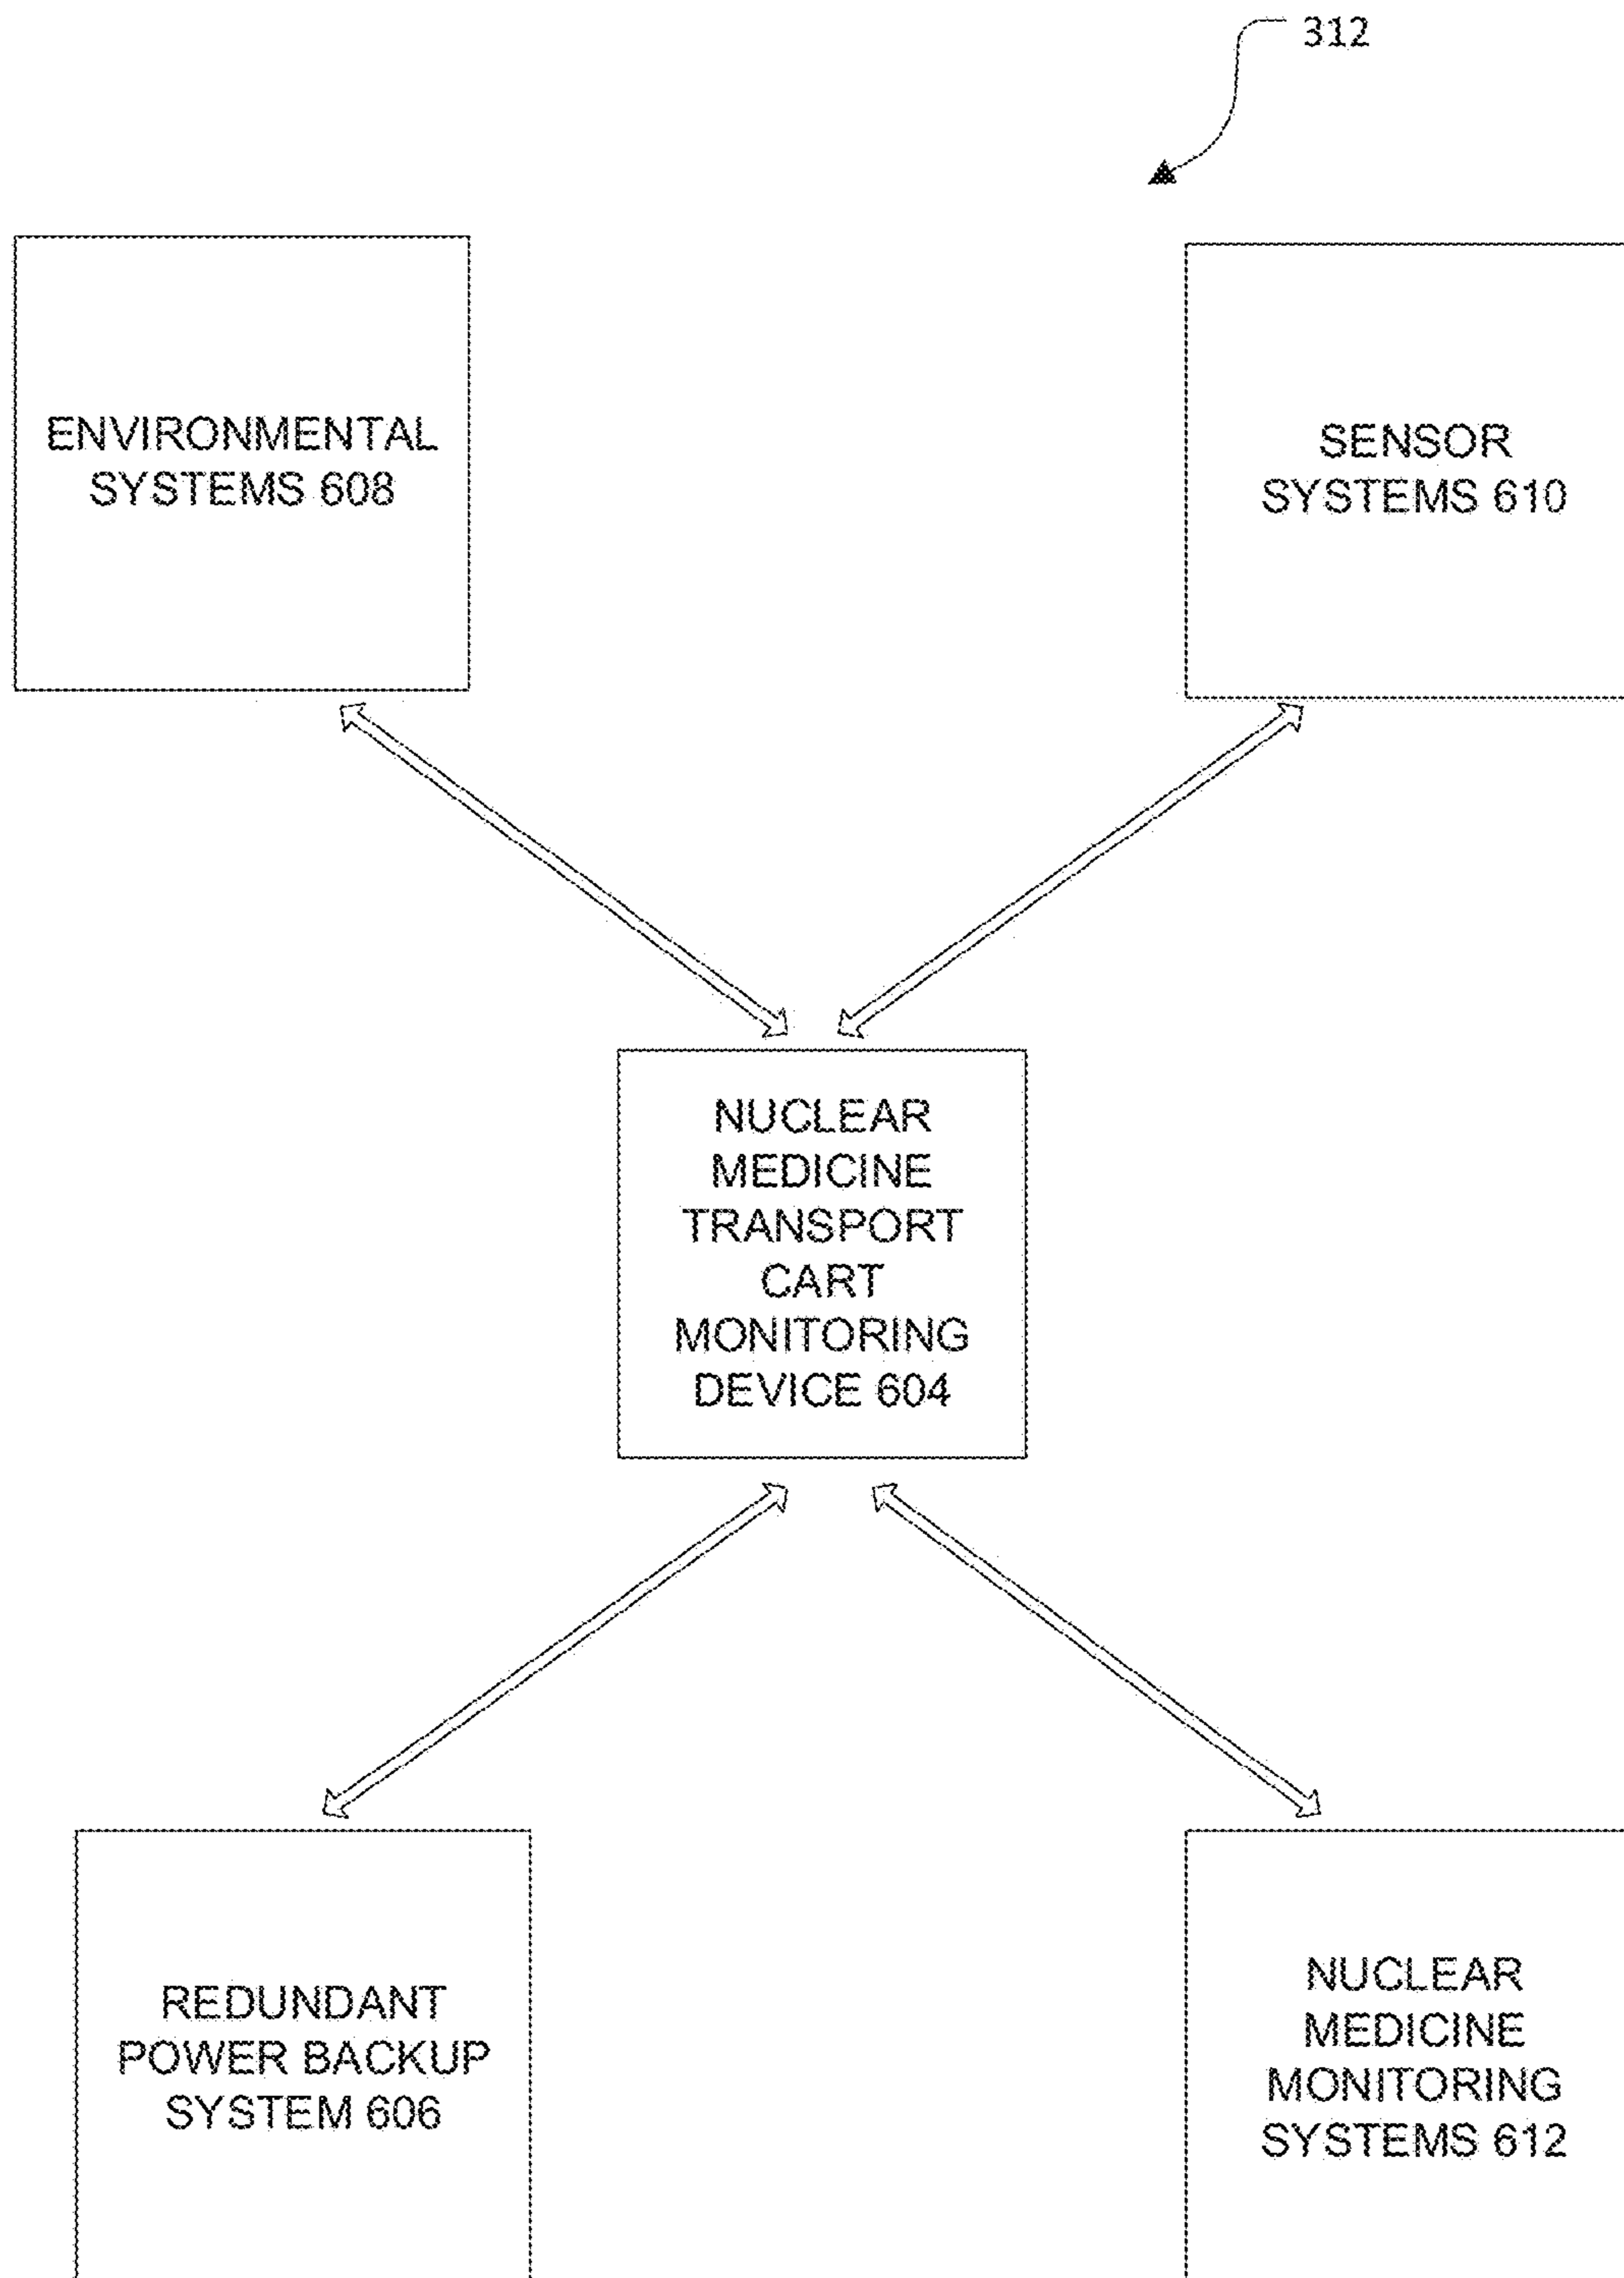 312
ENVIRONMENTAL
SYSTEMS 608
SENSOR
SYSTEMS 610
NUCLEAR
MEDICINE
TRANSPORT
CART
MONITORING
DEVICE 604
REDUNDANT
POWER BACKUP
SYSTEM 606
NUCLEAR
MEDICINE
MONITORING
SYSTEMS 612